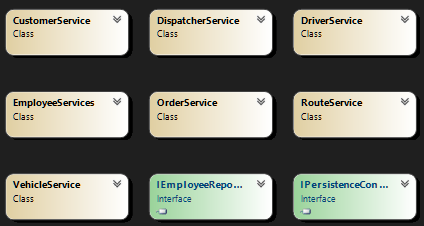 CustomerService
Class
DispatcherService
Class
DriverService
Class
EmployeeServices
Class
OrderService
Class
RouteService
Class
VehicleService
Class
IEmployeeRepo...
Interface
IPersistenceCon...
Interface